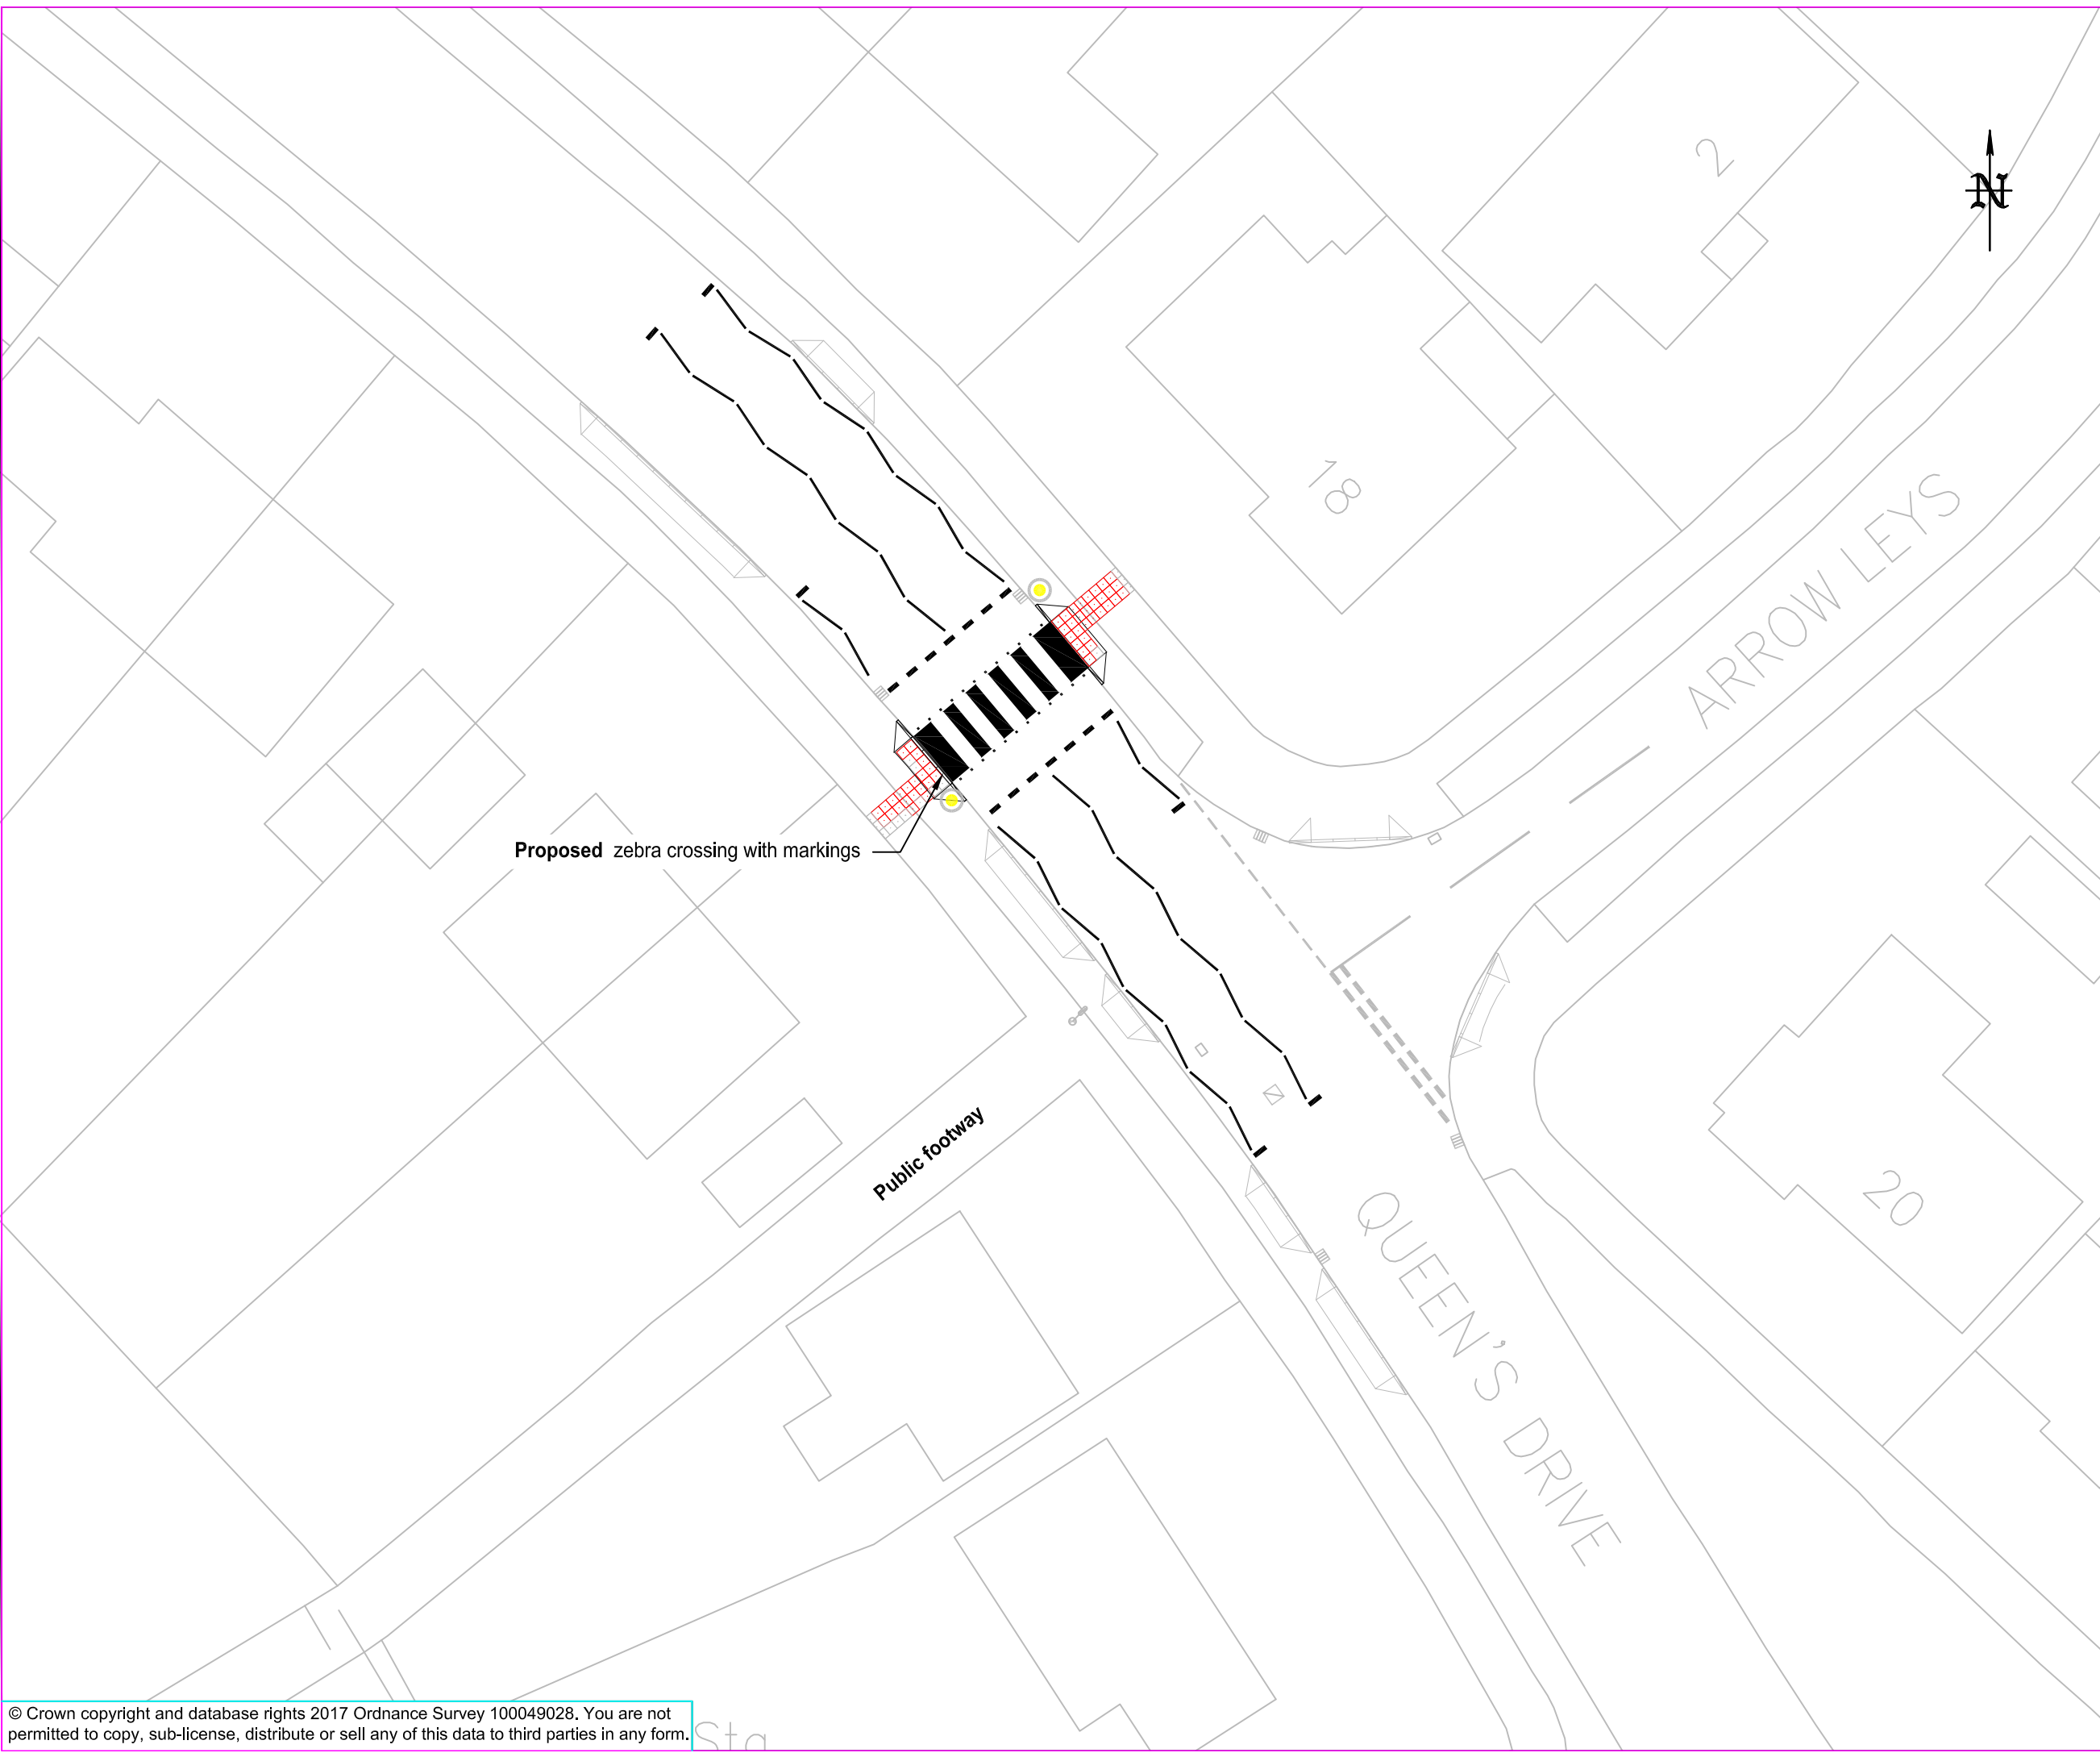 2
N
18
ARROW LEYS
Proposed zebra crossing with markings
Public footway
20
QUEEN'S DRIVE
© Crown copyright and database rights 2017 Ordnance Survey 100049028. You are not
permitted to copy, sub-license, distribute or sell any of this data to third parties in any form.
Sta